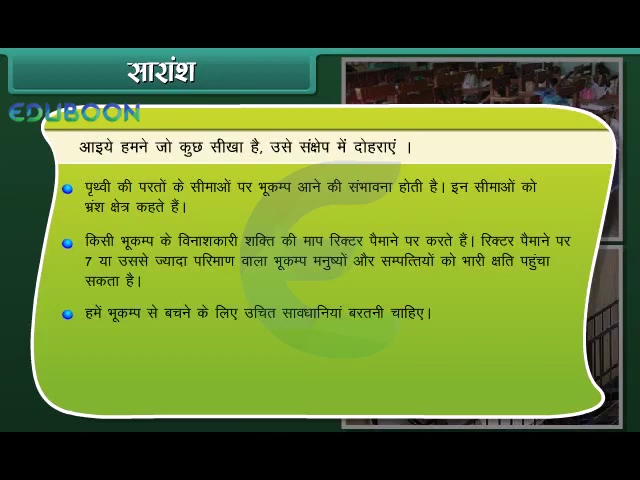 सारांश
EDUBOON
आइये हमने जो कुछ सीखा है, उसे संक्षेप में दोहराएं ।
पृथ्वी की परतों के सीमाओं पर भूकम्प आने की संभावना होती है। इन सीमाओं को
भ्रंश क्षेत्र कहते हैं।
किसी भूकम्प के विनाशकारी शक्ति की माप रिक्टर पैमाने पर करते हैं। रिक्टर पैमाने पर
7 या उससे ज्यादा परिमाण वाला भूकम्प मनुष्यों और सम्पत्तियों को भारी क्षति पहुंचा
सकता है।
हमें भूकम्प से बचने के लिए उचित सावधानियां बरतनी चाहिए।